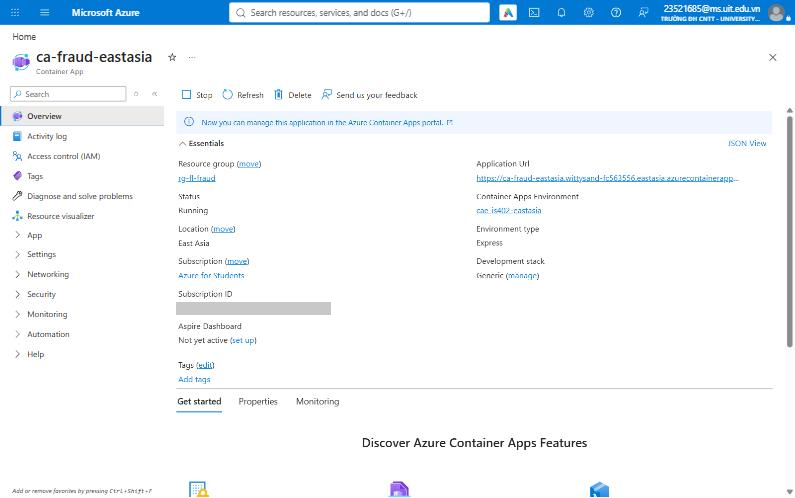 Microsoft Azure
Search resources, services, and docs (G+/)
23521685@ms.uit.edu.vn
TRƯỜNG ĐH CNTT - UNIVERSITY...
Home
ca-fraud-eastasia
Container App
Search
Overview
Activity log
Access control (IAM)
Tags
Diagnose and solve problems
Resource visualizer
App
Settings
Networking
Security
Monitoring
Automation
Help
Add or remove favorites by pressing Ctrl+Shift+F
Stop
Refresh
Delete
Send us your feedback
Now you can manage this application in the Azure Container Apps portal.
Essentials
JSON View
Resource group (move)
rg-fl-fraud
Status
Running
Location (move)
East Asia
Subscription (move)
Azure for Students
Subscription ID
Aspire Dashboard
Not yet active (set up)
Application Url
https://ca-fraud-eastasia.wittysand-fc563556.eastasia.azurecontainerapp...
Container Apps Environment
cae_is402-eastasia
Environment type
Express
Development stack
Generic (manage)
Tags (edit)
Add tags
Get started
Properties
Monitoring
Discover Azure Container Apps Features